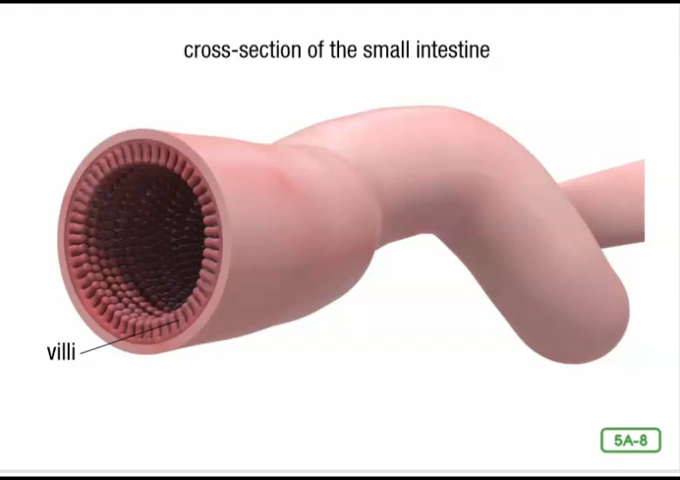 cross-section of the small intestine
villi
5A-8